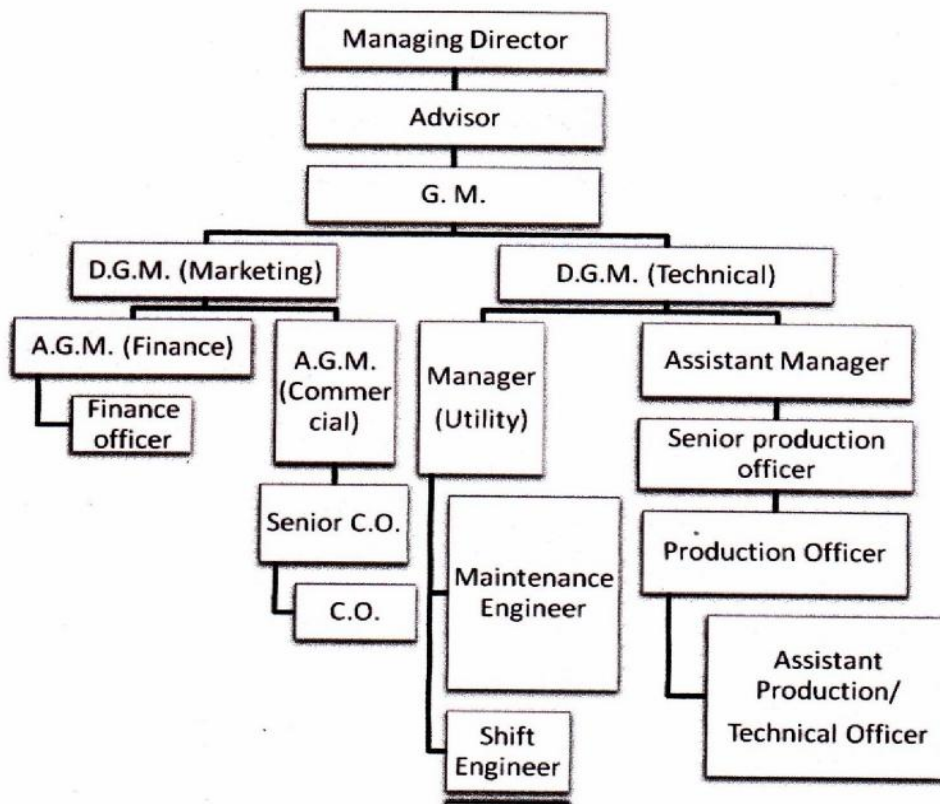 Managing Director
Advisor
G. M.
D.G.M. (Marketing)
D.G.M. (Technical)
A.G.M. (Finance)
A.G.M.
(Commer
cial)
Manager
(Utility)
Assistant Manager
Finance
officer
Senior production
officer
Senior C.O.
Production Officer
C.O.
Maintenance
Engineer
Assistant
Production/
Technical Officer
Shift
Engineer